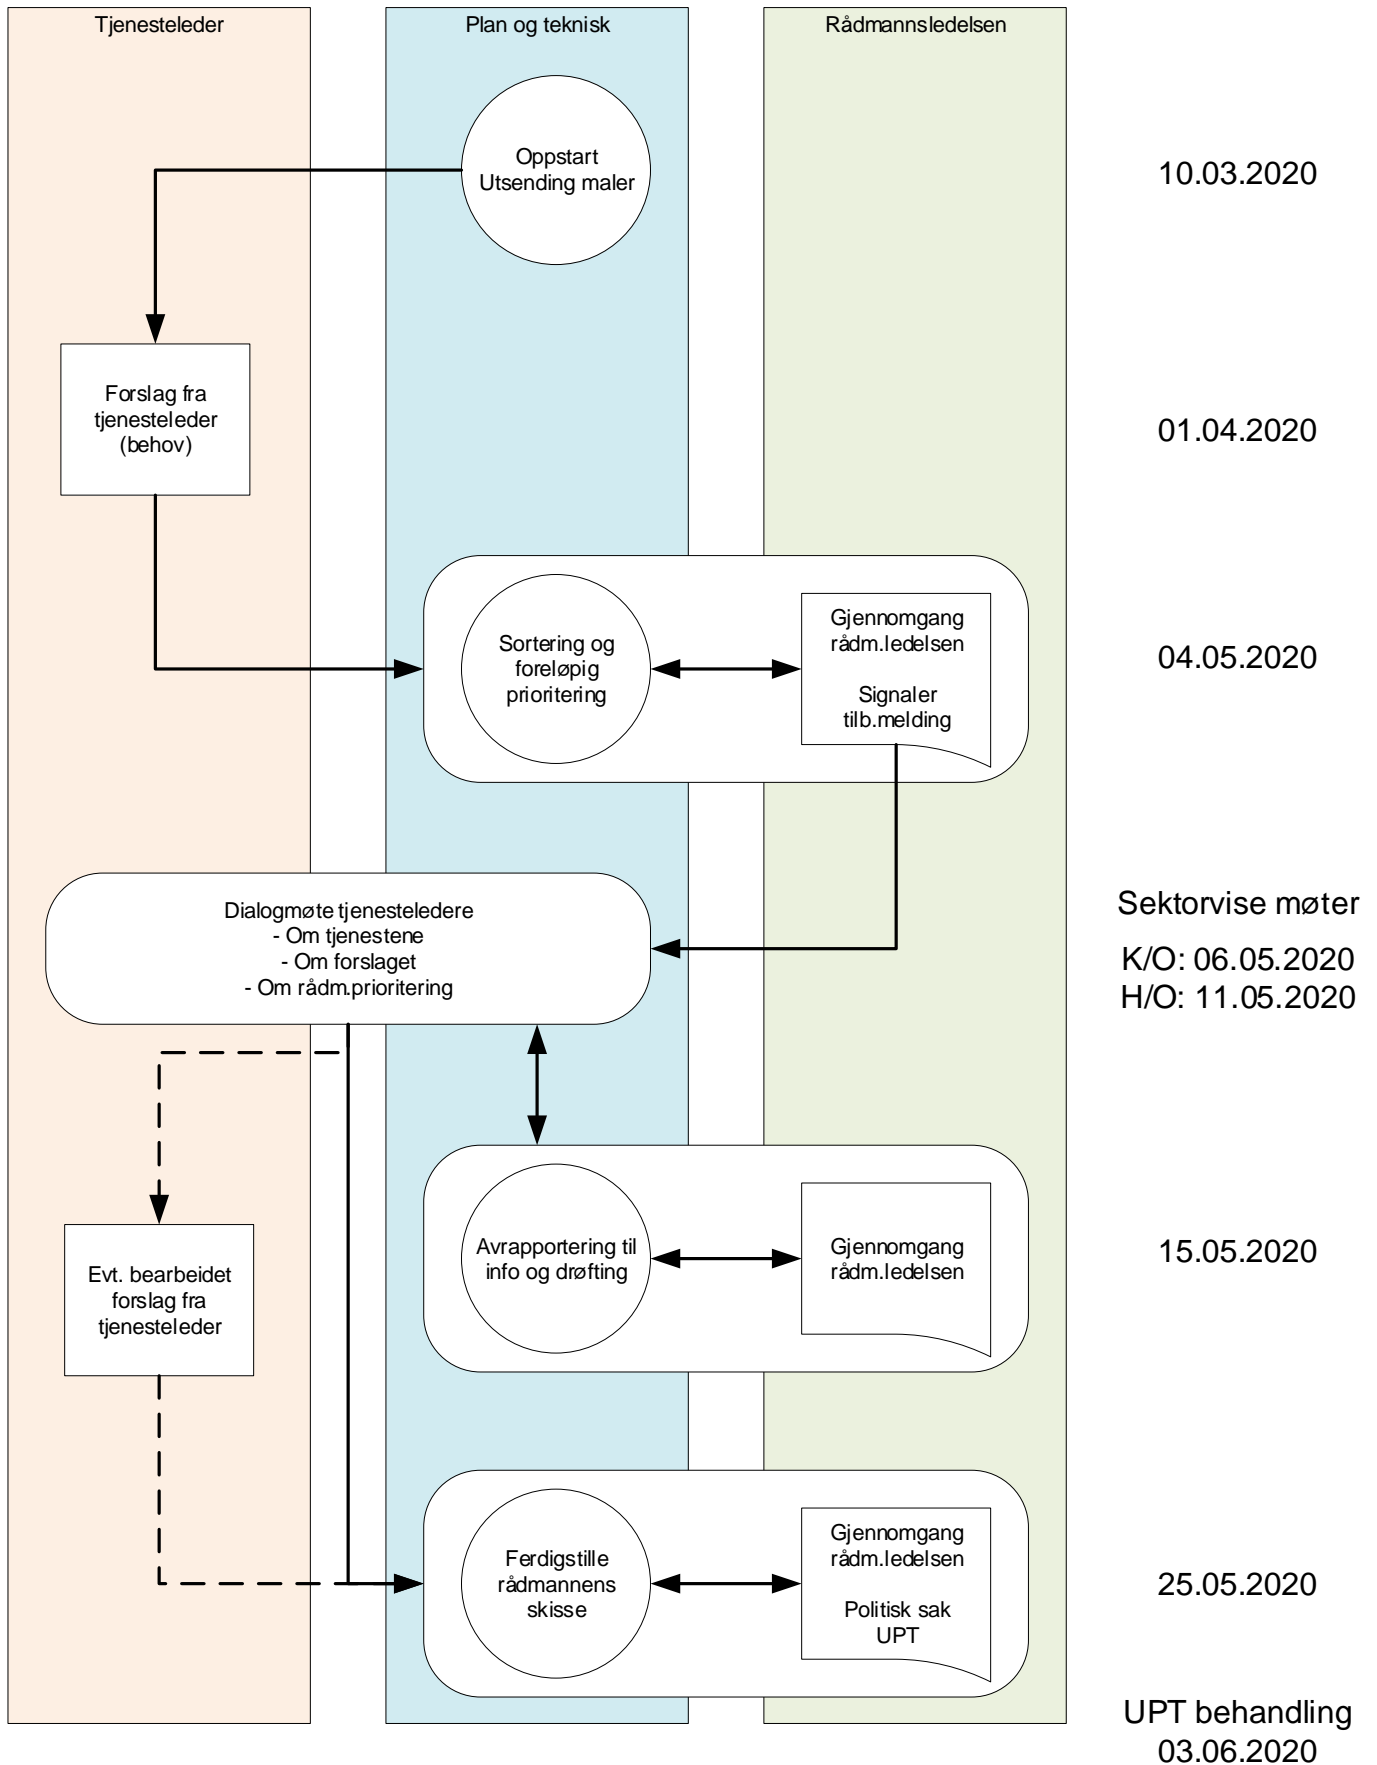 Tjenesteleder
Plan og teknisk
Rådmannsledelsen
Oppstart
Utsending maler
10.03.2020
Forslag fra
tjenesteleder
(behov)
01.04.2020
Sortering og
foreløpig
prioritering
Gjennomgang
rådm.ledelsen
Signaler
tilb.melding
04.05.2020
Dialogmøte tjenesteledere
- Om tjenestene
- Om forslaget
- Om rådm.prioritering
Sektorvise møter
K/O: 06.05.2020
H/O: 11.05.2020
Evt. bearbeidet
forslag fra
tjenesteleder
Avrapportering til
info og drøfting
Gjennomgang
rådm.ledelsen
15.05.2020
Ferdigstille
rådmannens
skisse
Gjennomgang
rådm.ledelsen
Politisk sak
UPT
25.05.2020
UPT behandling
03.06.2020